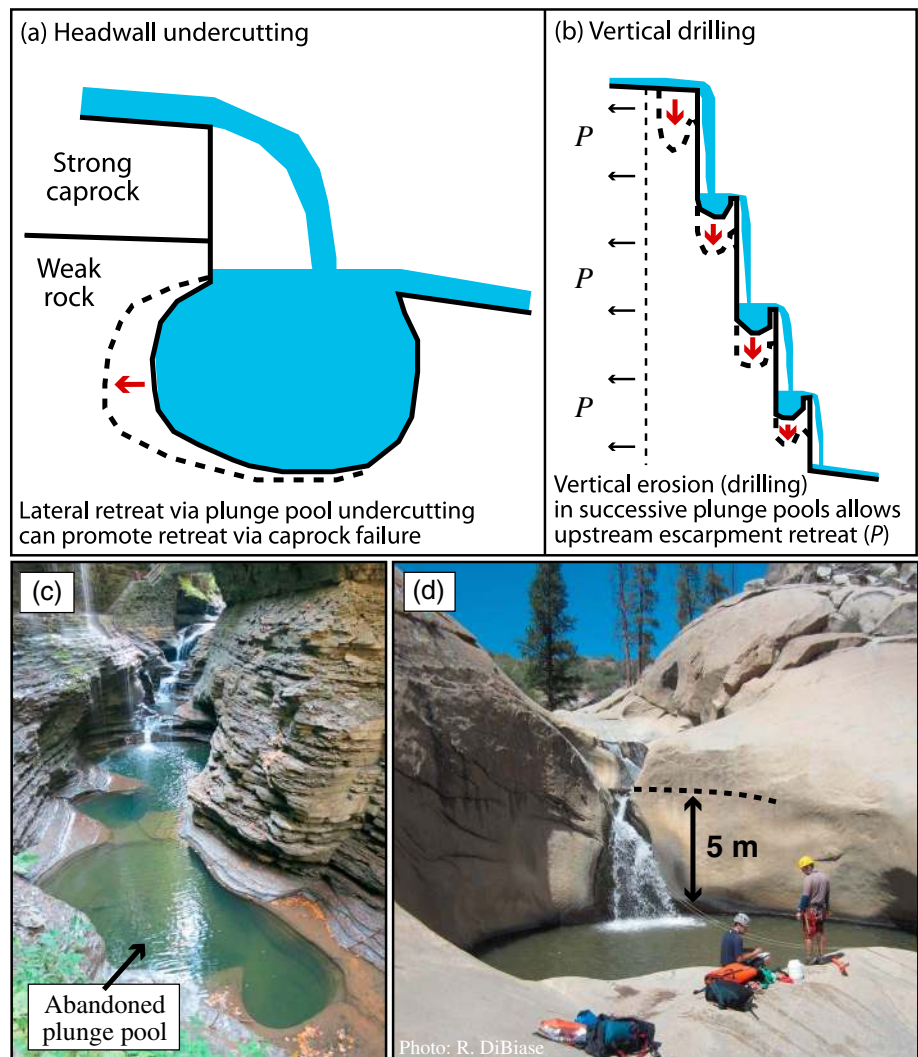 (a) Headwall undercutting
Strong
caprock
Weak
rock
Lateral retreat via plunge pool undercutting
can promote retreat via caprock failure
(b) Vertical drilling
P
P
P
Vertical erosion (drilling)
in successive plunge pools allows
upstream escarpment retreat (P)
(c)
Abandoned
plunge pool
(d)
5 m
Photo: R. DiBiase